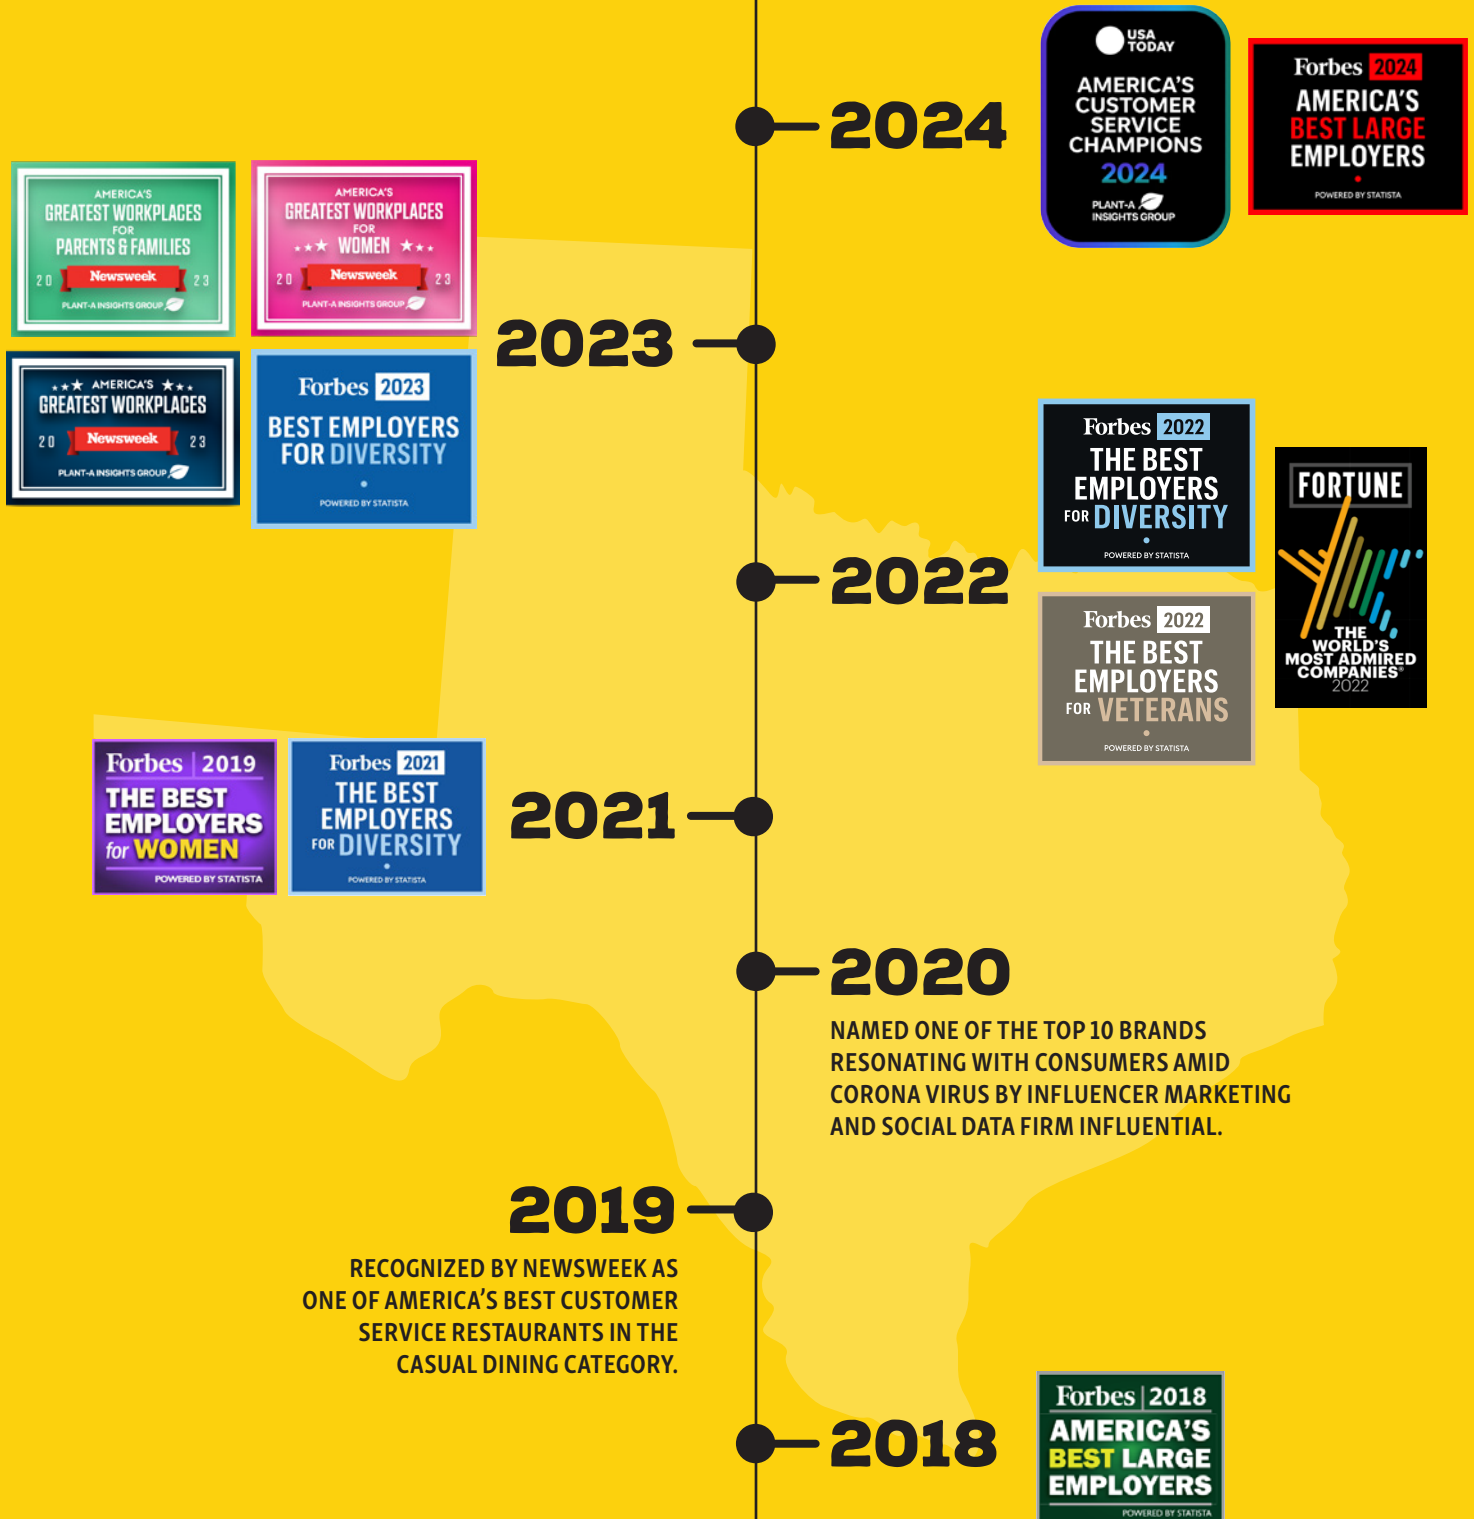 2024
USA
TODAY
AMERICA'S
CUSTOMER
SERVICE
CHAMPIONS
2024
PLANT-A
INSIGHTS GROUP
Forbes 2024
AMERICA'S
BEST LARGE
EMPLOYERS
POWERED BY STATISTA
AMERICA'S
GREATEST WORKPLACES
FOR
PARENTS & FAMILIES
20 Newsweek 23
PLANT-A INSIGHTS GROUP
AMERICA'S
GREATEST WORKPLACES
FOR
WOMEN
20 Newsweek 23
PLANT-A INSIGHTS GROUP
2023
AMERICA'S
GREATEST WORKPLACES
20 Newsweek 23
PLANT-A INSIGHTS GROUP
Forbes 2023
BEST EMPLOYERS
FOR DIVERSITY
POWERED BY STATISTA
2022
Forbes 2022
THE BEST
EMPLOYERS
FOR DIVERSITY
POWERED BY STATISTA
FORTUNE
THE
WORLD'S
MOST ADMIRED
COMPANIES®
2022
Forbes 2022
THE BEST
EMPLOYERS
FOR VETERANS
POWERED BY STATISTA
Forbes | 2019
THE BEST
EMPLOYERS
for WOMEN
POWERED BY STATISTA
Forbes 2021
THE BEST
EMPLOYERS
FOR DIVERSITY
POWERED BY STATISTA
2021
2020
NAMED ONE OF THE TOP 10 BRANDS
RESONATING WITH CONSUMERS AMID
CORONA VIRUS BY INFLUENCER MARKETING
AND SOCIAL DATA FIRM INFLUENTIAL.
2019
RECOGNIZED BY NEWSWEEK AS
ONE OF AMERICA'S BEST CUSTOMER
SERVICE RESTAURANTS IN THE
CASUAL DINING CATEGORY.
2018
Forbes | 2018
AMERICA'S
BEST LARGE
EMPLOYERS
POWERED BY STATISTA